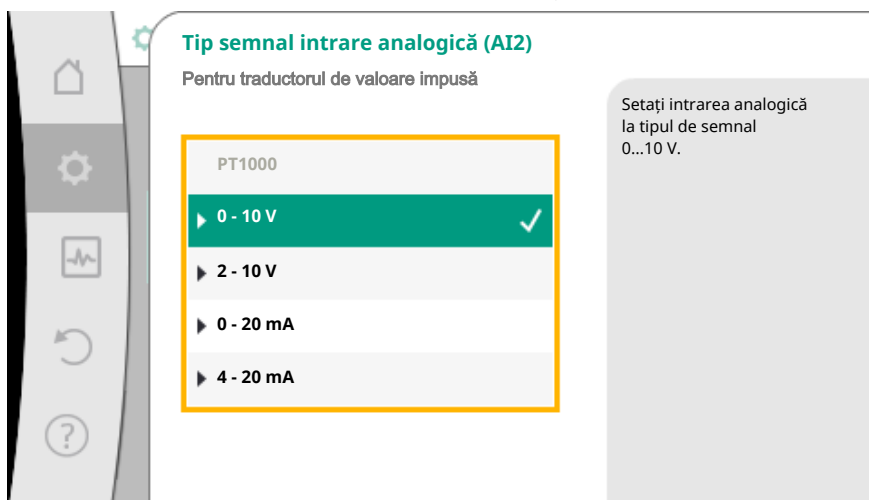 Tip semnal intrare analogică (AI2)
Pentru traductorul de valoare impusă
PT1000
0 - 10 V
2 - 10 V
0 - 20 mA
4 - 20 mA
Setați intrarea analogică
la tipul de semnal
0...10 V.
?